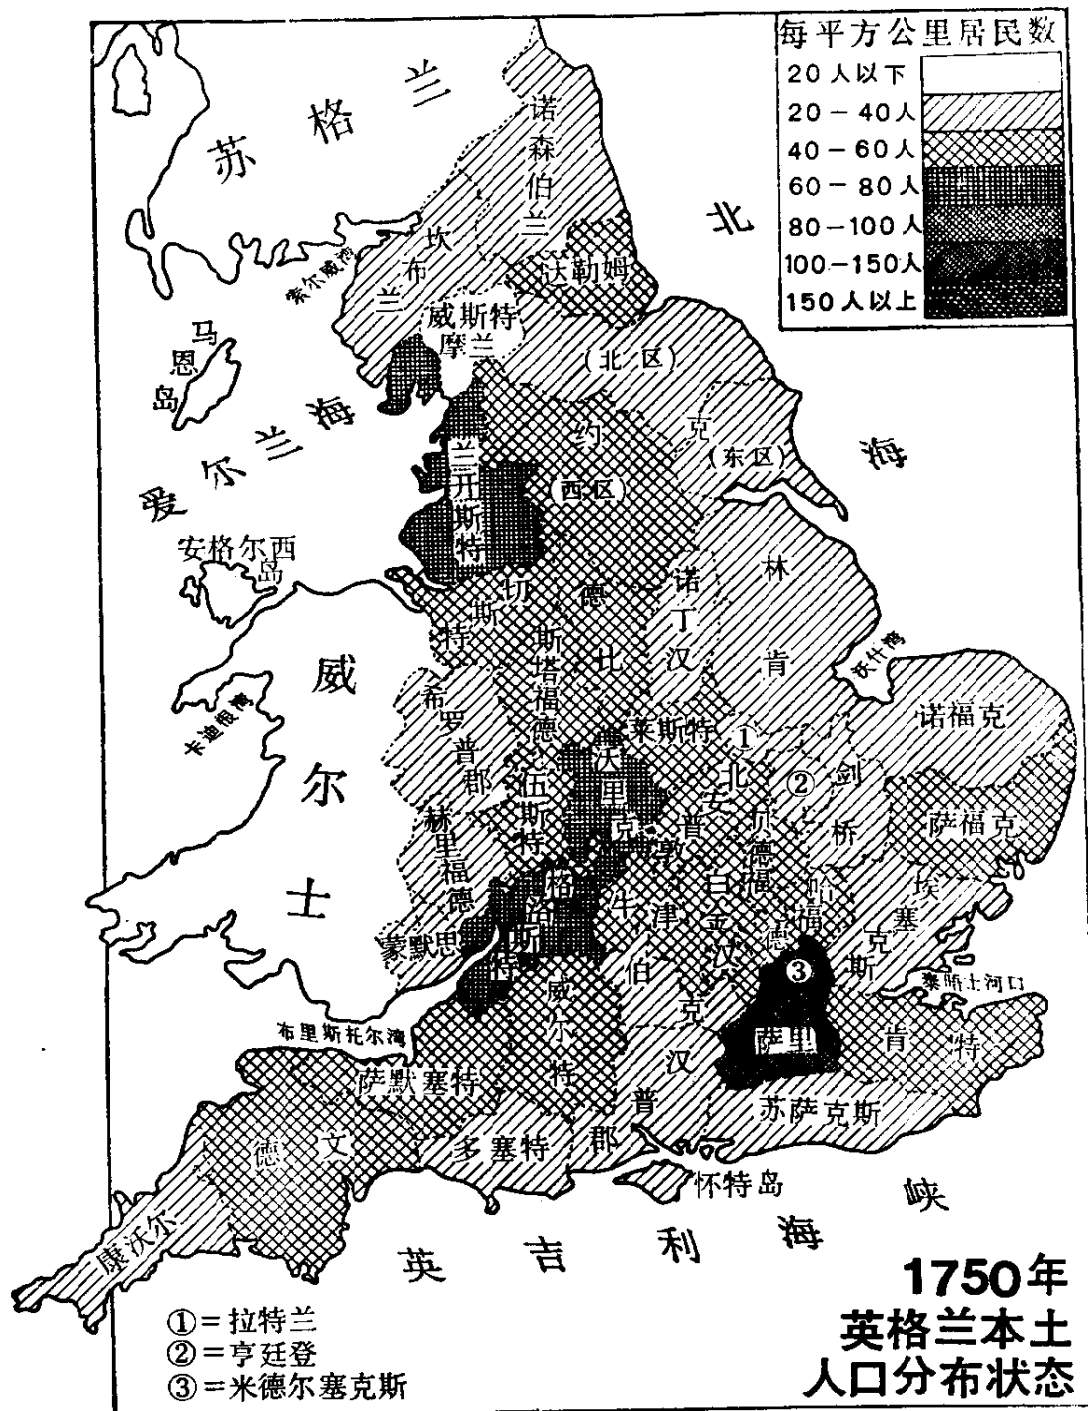 每平方公里居民数
20人以下
20－40人
40－60人
60－80人
80－100人
100－150人
150人以上
苏格兰
诺森伯兰
北海
坎布兰
索尔威湾
达勒姆
威斯特摩兰
马恩岛
(北区)
爱尔兰海
约克
(东区)
(西区)
兰开斯特
安格尔西岛
林肯
诺丁汉
切斯特
德比
斯塔福德
沃什湾
威尔士
卡迪根湾
希罗普郡
莱斯特
诺福克
①
②
沃里克
伍斯特
北安普敦
剑桥
萨福克
贝德福德
赫里福德
格洛斯特
牛津
白金汉
哈福德
埃塞克斯
蒙默思
③
泰晤士河口
伯克
威尔特
布里斯托尔湾
萨里
肯特
萨默塞特
汉普郡
苏萨克斯
德文
多塞特
怀特岛
康沃尔
英吉利海峡
①＝拉特兰
②＝亨廷登
③＝米德尔塞克斯
1750年
英格兰本土
人口分布状态